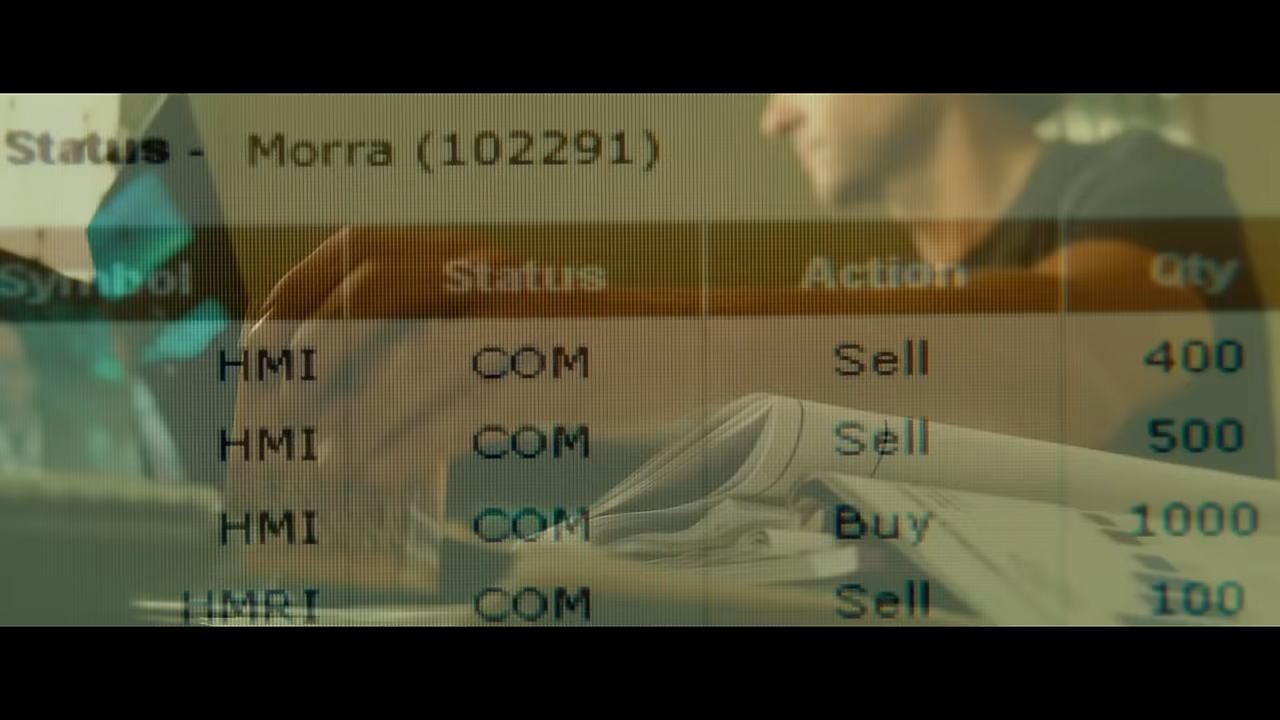 Status - Morra (102291)
Symbol Status Action Qty
HMI COM Sell 400
HMI COM Sell 500
HMI COM Buy 1000
HMRI COM Sell 100